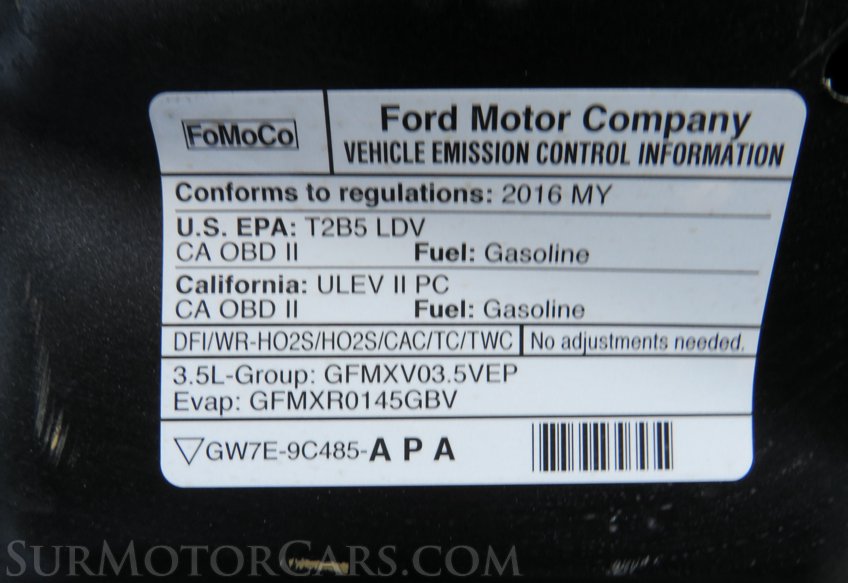 FoMoCo
Ford Motor Company
VEHICLE EMISSION CONTROL INFORMATION
Conforms to regulations: 2016 MY
U.S. EPA: T2B5 LDV
CA OBD II Fuel: Gasoline
California: ULEV II PC
CA OBD II Fuel: Gasoline
DFI/WR-HO2S/HO2S/CAC/TC/TWC No adjustments needed.
3.5L-Group: GFMXV03.5VEP
Evap: GFMXR0145GBV
GW7E-9C485-A P A
SurMotorCars.com